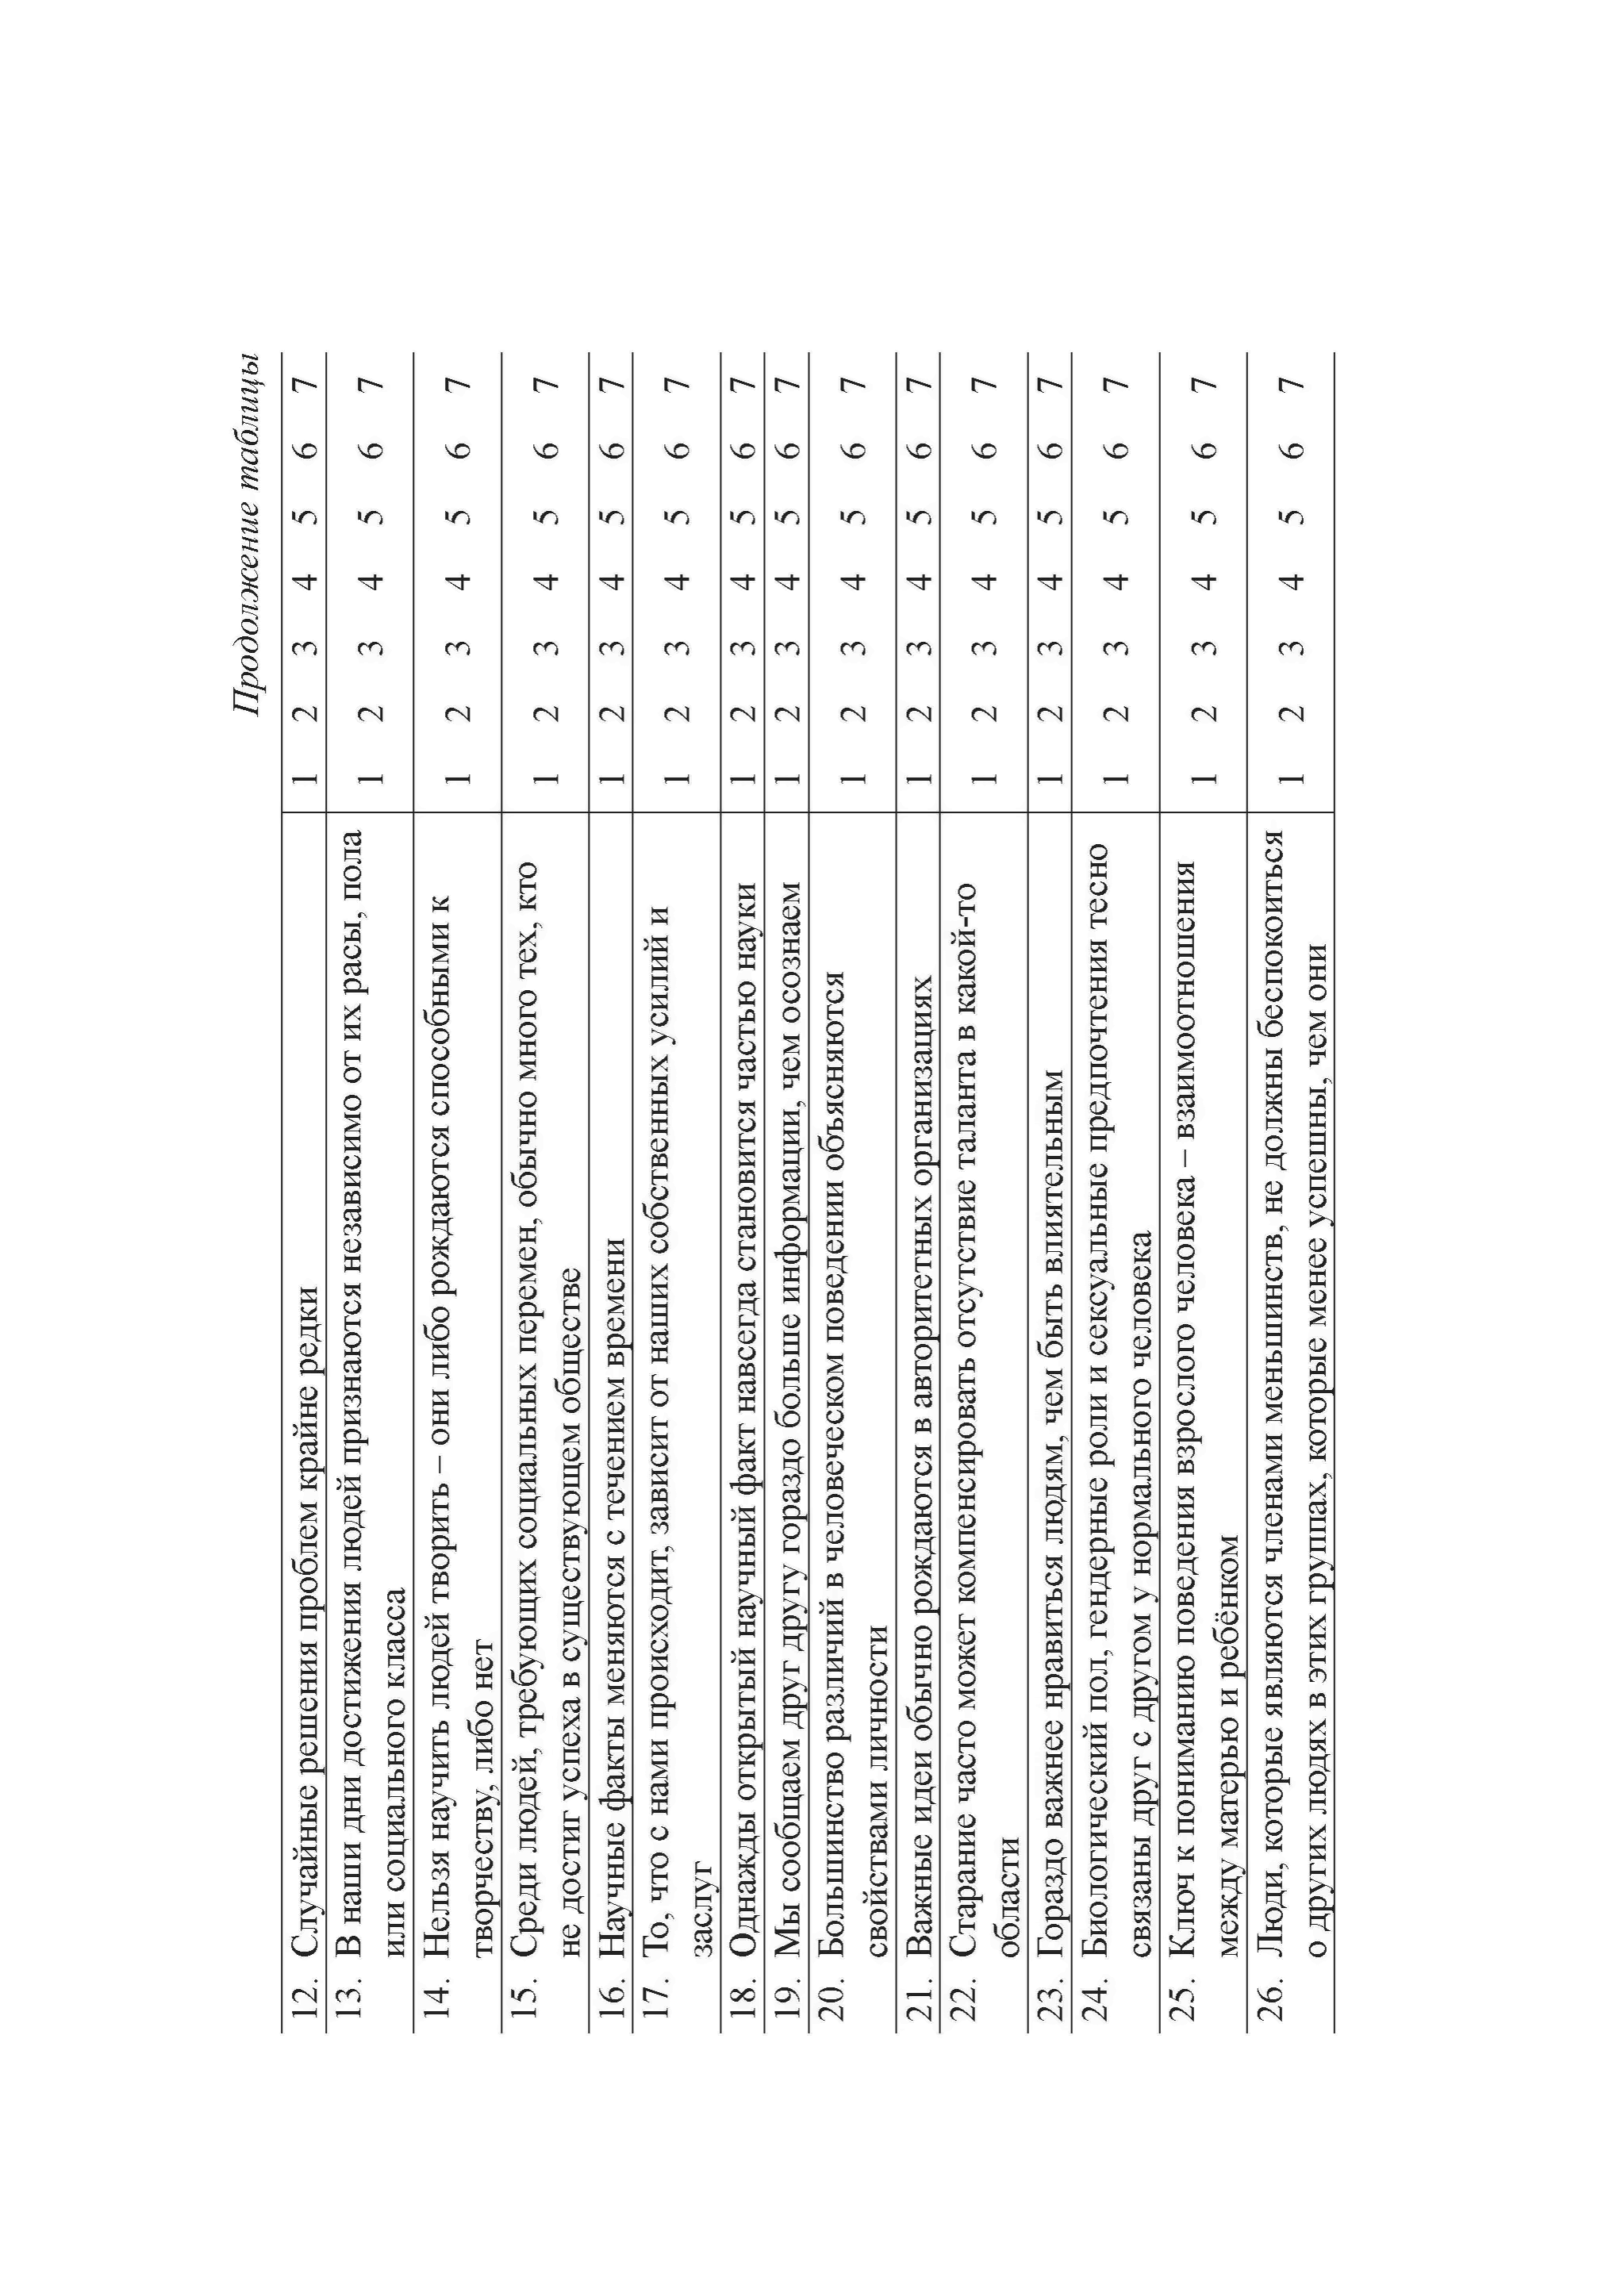 Продолжение таблицы
12. Случайные решения проблем крайне редки 1 2 3 4 5 6 7
13. В наши дни достижения людей признаются независимо от их расы, пола
или социального класса 1 2 3 4 5 6 7
14. Нельзя научить людей творить – они либо рождаются способными к
творчеству, либо нет 1 2 3 4 5 6 7
15. Среди людей, требующих социальных перемен, обычно много тех, кто
не достиг успеха в существующем обществе 1 2 3 4 5 6 7
16. Научные факты меняются с течением времени 1 2 3 4 5 6 7
17. То, что с нами происходит, зависит от наших собственных усилий и
заслуг 1 2 3 4 5 6 7
18. Однажды открытый научный факт навсегда становится частью науки 1 2 3 4 5 6 7
19. Мы сообщаем друг другу гораздо больше информации, чем осознаем 1 2 3 4 5 6 7
20. Большинство различий в человеческом поведении объясняются
свойствами личности 1 2 3 4 5 6 7
21. Важные идеи обычно рождаются в авторитетных организациях 1 2 3 4 5 6 7
22. Старание часто может компенсировать отсутствие таланта в какой-то
области 1 2 3 4 5 6 7
23. Гораздо важнее нравиться людям, чем быть влиятельным 1 2 3 4 5 6 7
24. Биологический пол, гендерные роли и сексуальные предпочтения тесно
связаны друг с другом у нормального человека 1 2 3 4 5 6 7
25. Ключ к пониманию поведения взрослого человека – взаимоотношения
между матерью и ребёнком 1 2 3 4 5 6 7
26. Люди, которые являются членами меньшинств, не должны беспокоиться
о других людях в этих группах, которые менее успешны, чем они 1 2 3 4 5 6 7